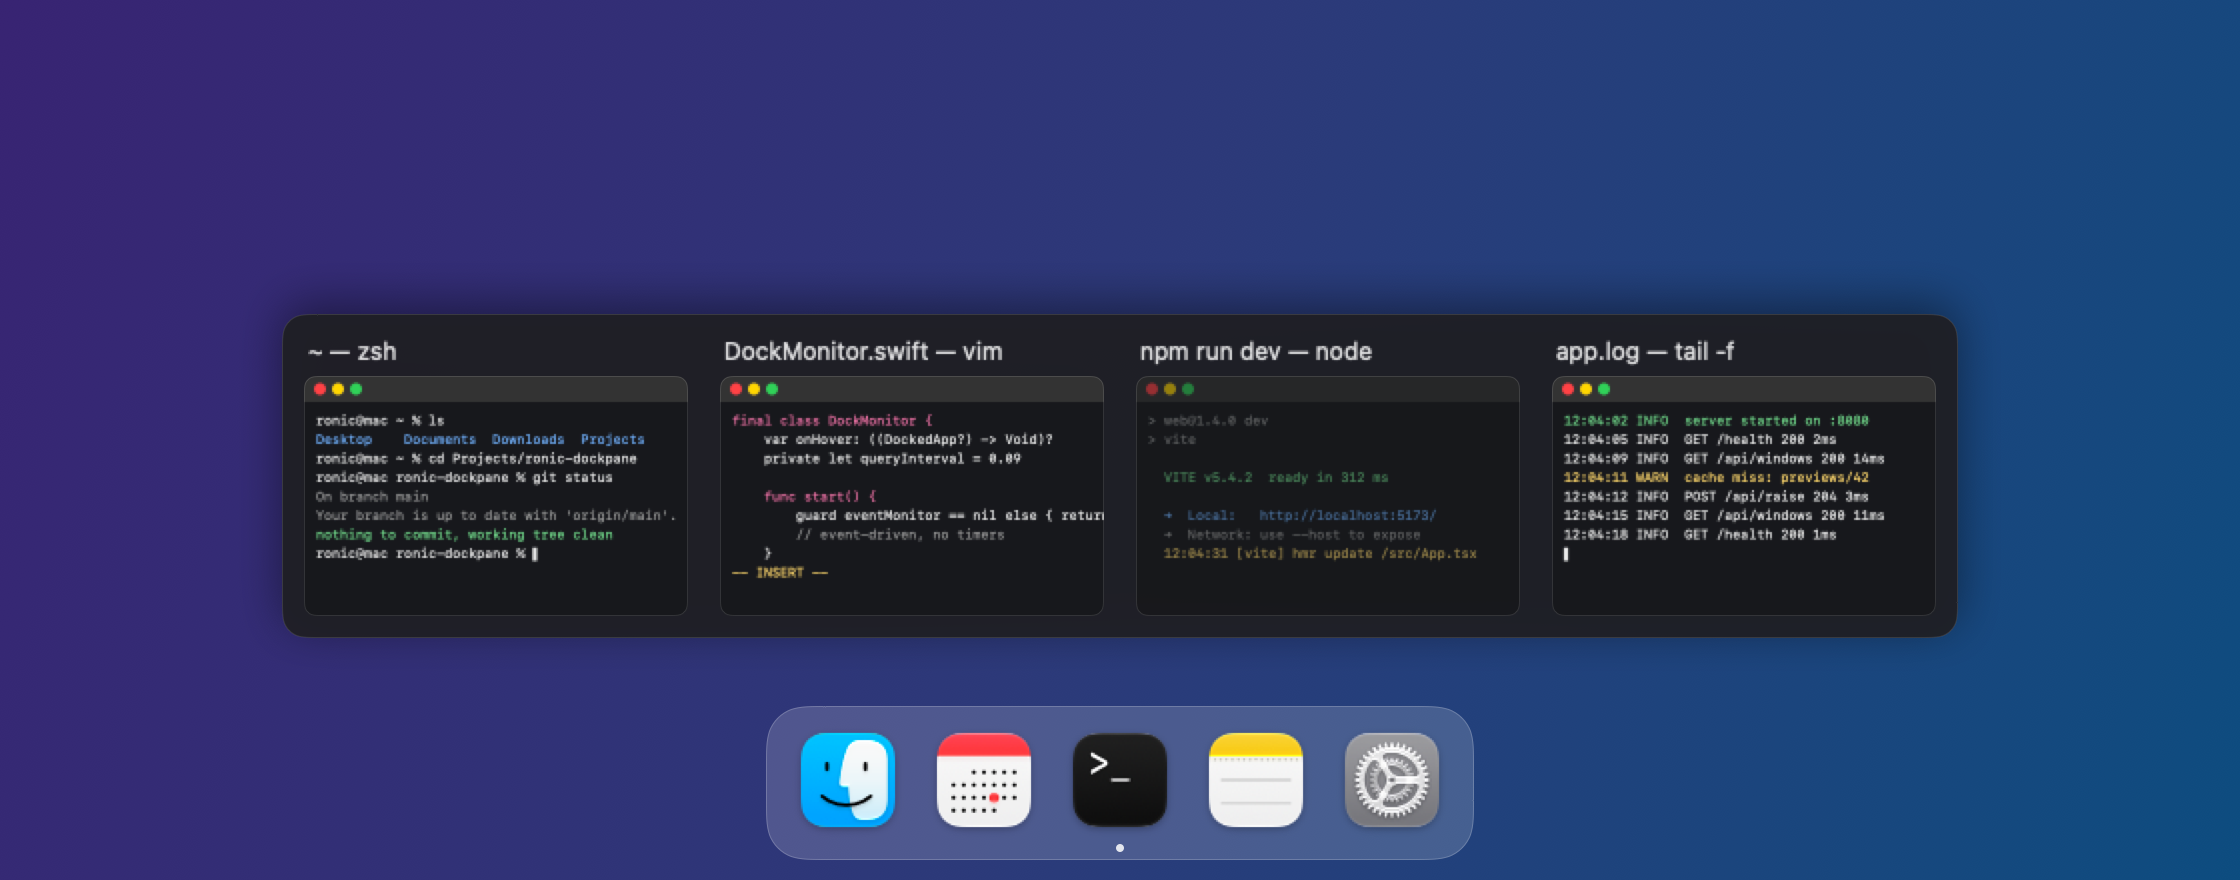 ~ — zsh
ronic@mac ~ % ls
Desktop    Documents  Downloads  Projects
ronic@mac ~ % cd Projects/ronic-dockpane
ronic@mac ronic-dockpane % git status
On branch main
Your branch is up to date with 'origin/main'.
nothing to commit, working tree clean
ronic@mac ronic-dockpane %
DockMonitor.swift — vim
final class DockMonitor {
    var onHover: ((DockedApp?) -> Void)?
    private let queryInterval = 0.09
    func start() {
        guard eventMonitor == nil else { return
        // event-driven, no timers
    }
-- INSERT --
npm run dev — node
> web@1.4.0 dev
> vite
  VITE v5.4.2  ready in 312 ms
  ➜  Local:   http://localhost:5173/
  ➜  Network: use --host to expose
  12:04:31 [vite] hmr update /src/App.tsx
app.log — tail -f
12:04:02 INFO  server started on :8080
12:04:05 INFO  GET /health 200 2ms
12:04:09 INFO  GET /api/windows 200 14ms
12:04:11 WARN  cache miss: previews/42
12:04:12 INFO  POST /api/raise 204 3ms
12:04:15 INFO  GET /api/windows 200 11ms
12:04:18 INFO  GET /health 200 1ms
>_